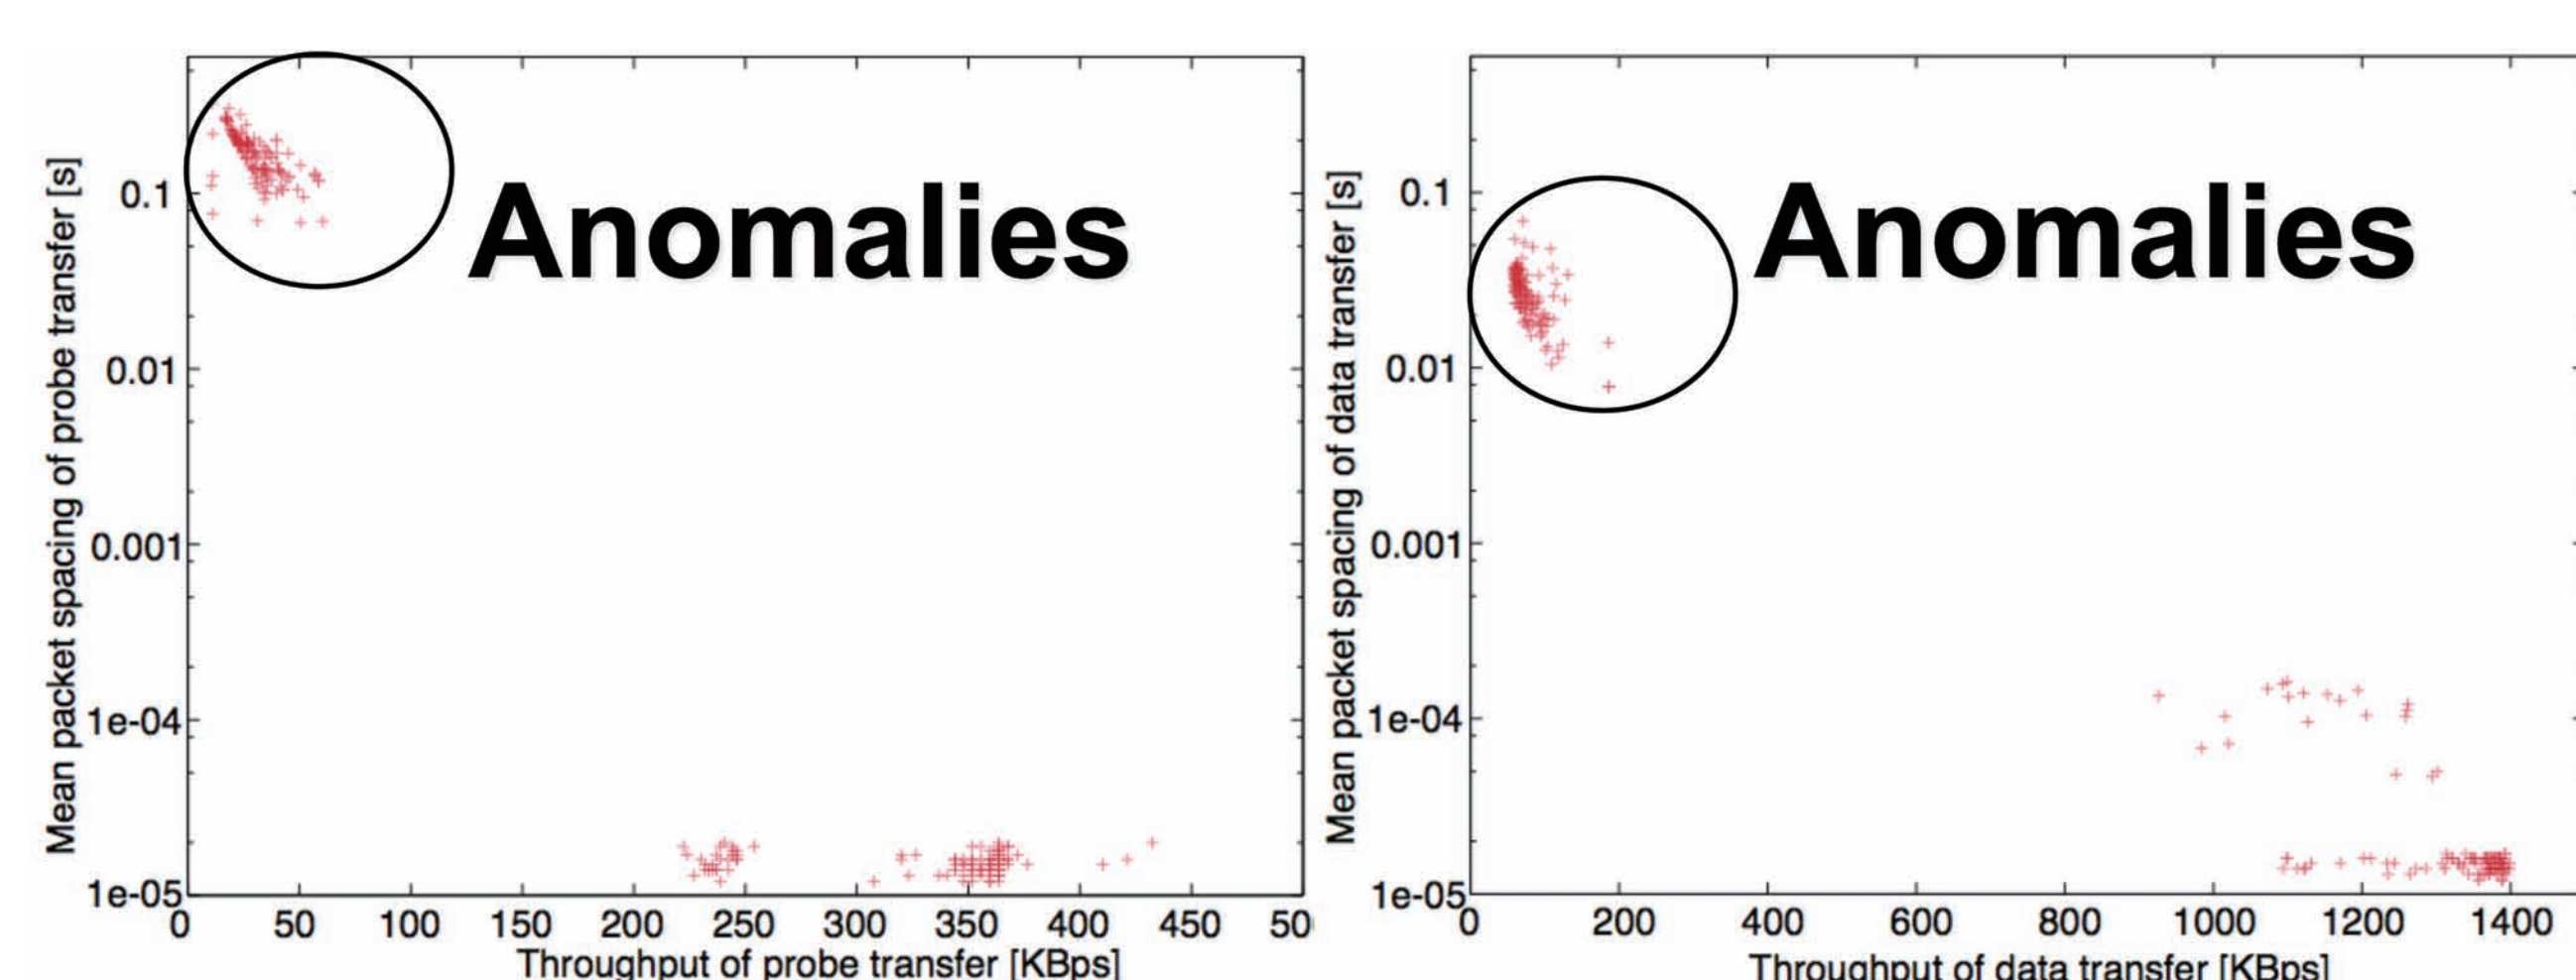 Mean packet spacing of probe transfer [s]
0.1
0.01
0.001
1e-04
1e-05
Anomalies
0 50 100 150 200 250 300 350 400 450 50
Throughput of probe transfer [KBps]
Mean packet spacing of data transfer [s]
0.1
0.01
0.001
1e-04
1e-05
Anomalies
0 200 400 600 800 1000 1200 1400
Throughput of data transfer [KBps]